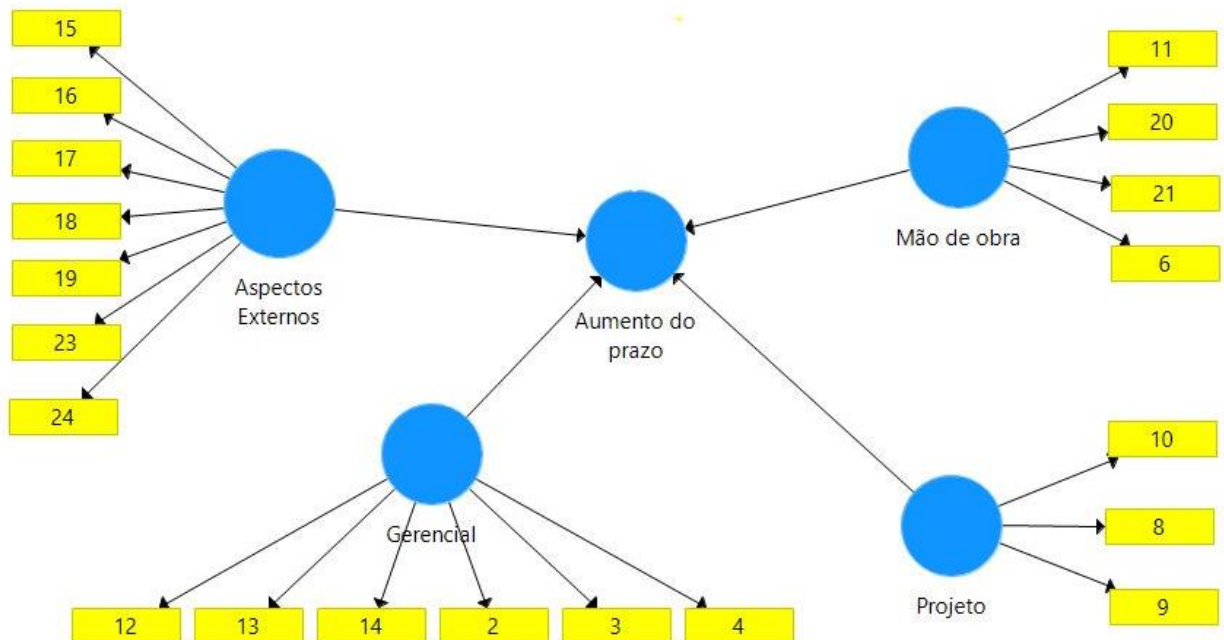 15
16
17
18
19
23
24
Aspectos
Externos
Aumento do
prazo
Mão de obra
11
20
21
6
Gerencial
12
13
14
2
3
4
Projeto
10
8
9